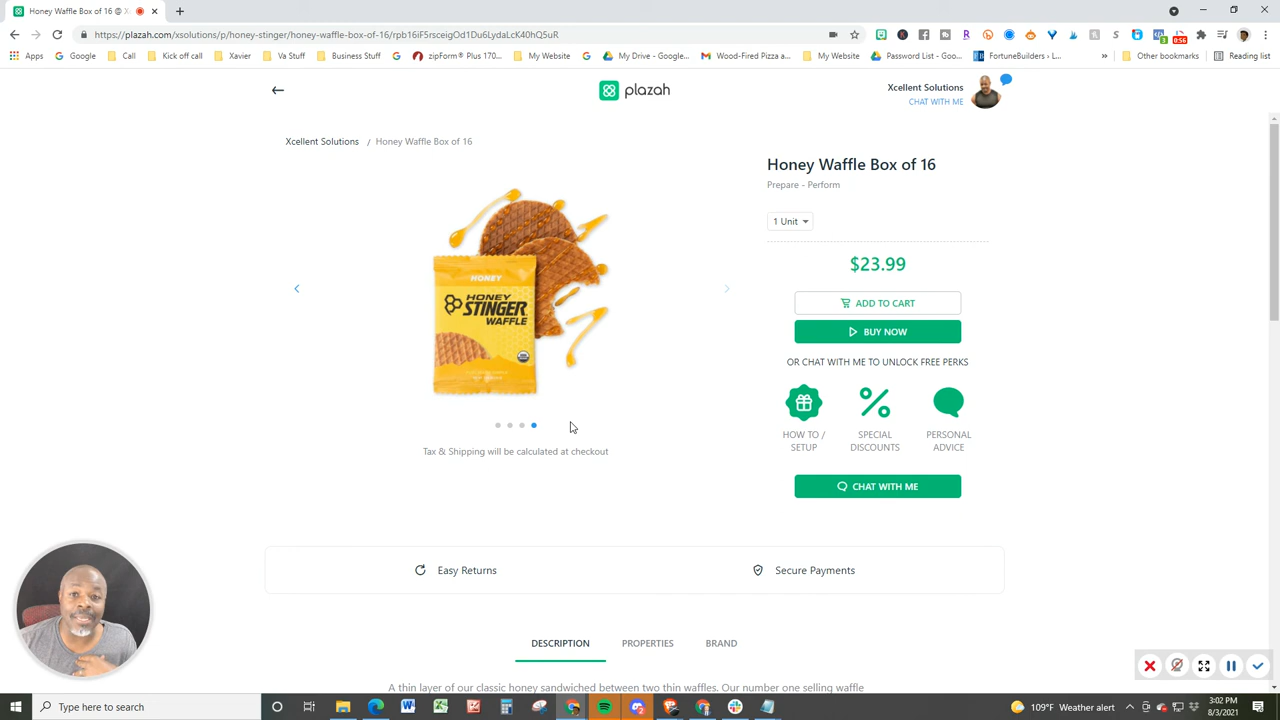 Honey Waffle Box of 16 @ X
https://plazah.com/xsolutions/p/honey-stinger/honey-waffle-box-of-16/rpb16iF5rsceigOd1Du6LydaLcK40hQ5uR
Apps Google Call Xavier Va Stuff Business Stuff zipForm® Plus 170... My Website My Drive - Google... Wood-Fired Pizza a... My Website Password List - Goo... FortuneBuilders › L... » Other bookmarks Reading list
plazah
Xcellent Solutions
CHAT WITH ME
Xcellent Solutions / Honey Waffle Box of 16
Honey Waffle Box of 16
Prepare - Perform
1 Unit
HONEY
HONEY
STINGER
WAFFLE
$23.99
ADD TO CART
BUY NOW
OR CHAT WITH ME TO UNLOCK FREE PERKS
HOW TO /
SETUP
SPECIAL
DISCOUNTS
PERSONAL
ADVICE
Tax & Shipping will be calculated at checkout
CHAT WITH ME
Easy Returns Secure Payments
DESCRIPTION PROPERTIES BRAND
A thin layer of our classic honey sandwiched between two thin waffles. Our number one selling waffle
Type here to search
109°F Weather alert
3:02 PM
8/3/2021